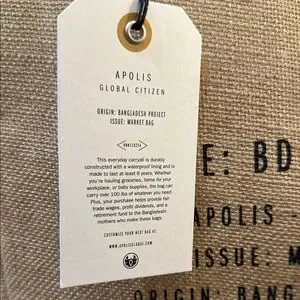 APOLIS
GLOBAL CITIZEN
ORIGIN: BANGLADESH PROJECT
ISSUE: MARKET BAG
This everyday carryall is durably
constructed with a waterproof lining and is
made to last at least 8 years. Whether
you're hauling groceries, items for your
workplace, or baby supplies, the bag can
carry over 100 lbs of whatever you need!
Plus, your purchase helps provide fair
trade wages, profit dividends, and a
retirement fund to the Bangladeshi
mothers who make these bags.
CUSTOMIZE YOUR NEXT BAG AT:
WWW.APOLISGLOBAL.COM
E: BD
APOLIS
ISSUE: M
ORIGIN: BANG